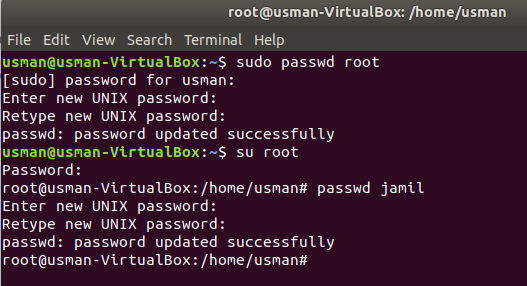 root@usman-VirtualBox: /home/usman
File Edit View Search Terminal Help
usman@usman-VirtualBox:~$ sudo passwd root
[sudo] password for usman:
Enter new UNIX password:
Retype new UNIX password:
passwd: password updated successfully
usman@usman-VirtualBox:~$ su root
Password:
root@usman-VirtualBox:/home/usman# passwd jamil
Enter new UNIX password:
Retype new UNIX password:
passwd: password updated successfully
root@usman-VirtualBox:/home/usman#